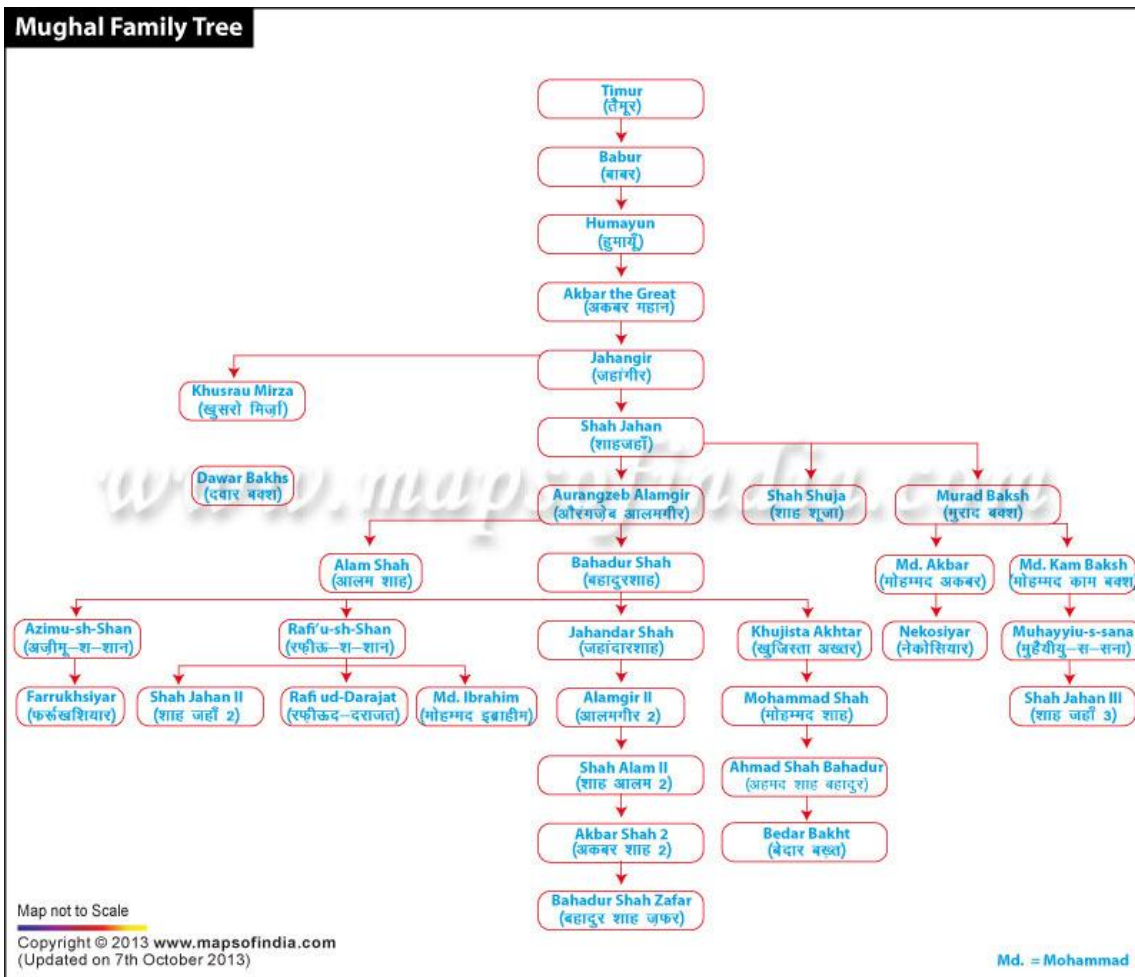 Mughal Family Tree
Timur
(तैमूर)
Babur
(बाबर)
Humayun
(हुमायूँ)
Akbar the Great
(अकबर महान)
Jahangir
(जहांगीर)
Khusrau Mirza
(खुसरो मिर्ज़ा)
Shah Jahan
(शाहजहाँ)
www.mapsofindia.com
Dawar Bakhs
(दवार बक्श)
Aurangzeb Alamgir
(औरंगज़ेब आलमगीर)
Shah Shuja
(शाह शूजा)
Murad Baksh
(मुराद बक्श)
Alam Shah
(आलम शाह)
Bahadur Shah
(बहादुरशाह)
Md. Akbar
(मोहम्मद अकबर)
Md. Kam Baksh
(मोहम्मद काम बक्श)
Azimu-sh-Shan
(अज़ीमू-श-शान)
Rafi'u-sh-Shan
(रफ़ीऊ-श-शान)
Jahandar Shah
(जहांदारशाह)
Khujista Akhtar
(खुजिस्ता अख्तर)
Nekosiyar
(नेकोसियार)
Muhayyiu-s-sana
(मुहैयीयु-स-सना)
Farrukhsiyar
(फर्रुखशियार)
Shah Jahan II
(शाह जहाँ 2)
Rafi ud-Darajat
(रफ़ीऊद-दराजत)
Md. Ibrahim
(मोहम्मद इब्राहीम)
Alamgir II
(आलमगीर 2)
Mohammad Shah
(मोहम्मद शाह)
Shah Jahan III
(शाह जहाँ 3)
Shah Alam II
(शाह आलम 2)
Ahmad Shah Bahadur
(अहमद शाह बहादुर)
Akbar Shah 2
(अकबर शाह 2)
Bedar Bakht
(बेदार बख़्त)
Bahadur Shah Zafar
(बहादुर शाह ज़फर)
Map not to Scale
Copyright © 2013 www.mapsofindia.com
(Updated on 7th October 2013)
Md. = Mohammad